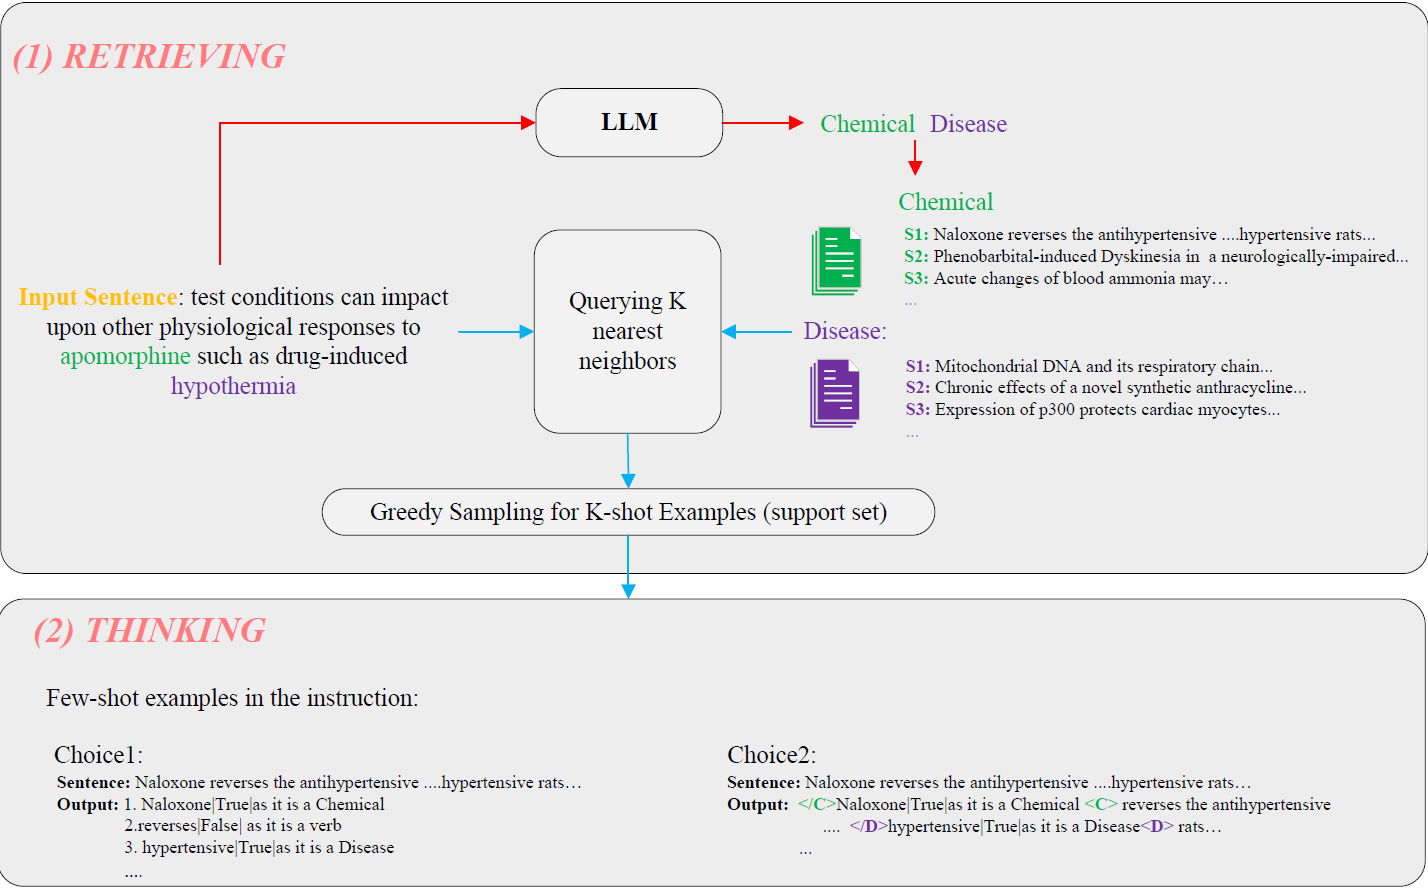 (1) RETRIEVING
LLM
Chemical Disease
Chemical
S1: Naloxone reverses the antihypertensive ....hypertensive rats...
S2: Phenobarbital-induced Dyskinesia in a neurologically-impaired...
S3: Acute changes of blood ammonia may…
...
Input Sentence: test conditions can impact
upon other physiological responses to
apomorphine such as drug-induced
hypothermia
Querying K
nearest
neighbors
Disease:
S1: Mitochondrial DNA and its respiratory chain...
S2: Chronic effects of a novel synthetic anthracycline...
S3: Expression of p300 protects cardiac myocytes...
...
Greedy Sampling for K-shot Examples (support set)
(2) THINKING
Few-shot examples in the instruction:
Choice1:
Sentence: Naloxone reverses the antihypertensive ....hypertensive rats…
Output: 1. Naloxone|True|as it is a Chemical
2.reverses|False| as it is a verb
3. hypertensive|True|as it is a Disease
....
Choice2:
Sentence: Naloxone reverses the antihypertensive ....hypertensive rats…
Output: </C>Naloxone|True|as it is a Chemical <C> reverses the antihypertensive
.... </D>hypertensive|True|as it is a Disease<D> rats…
...